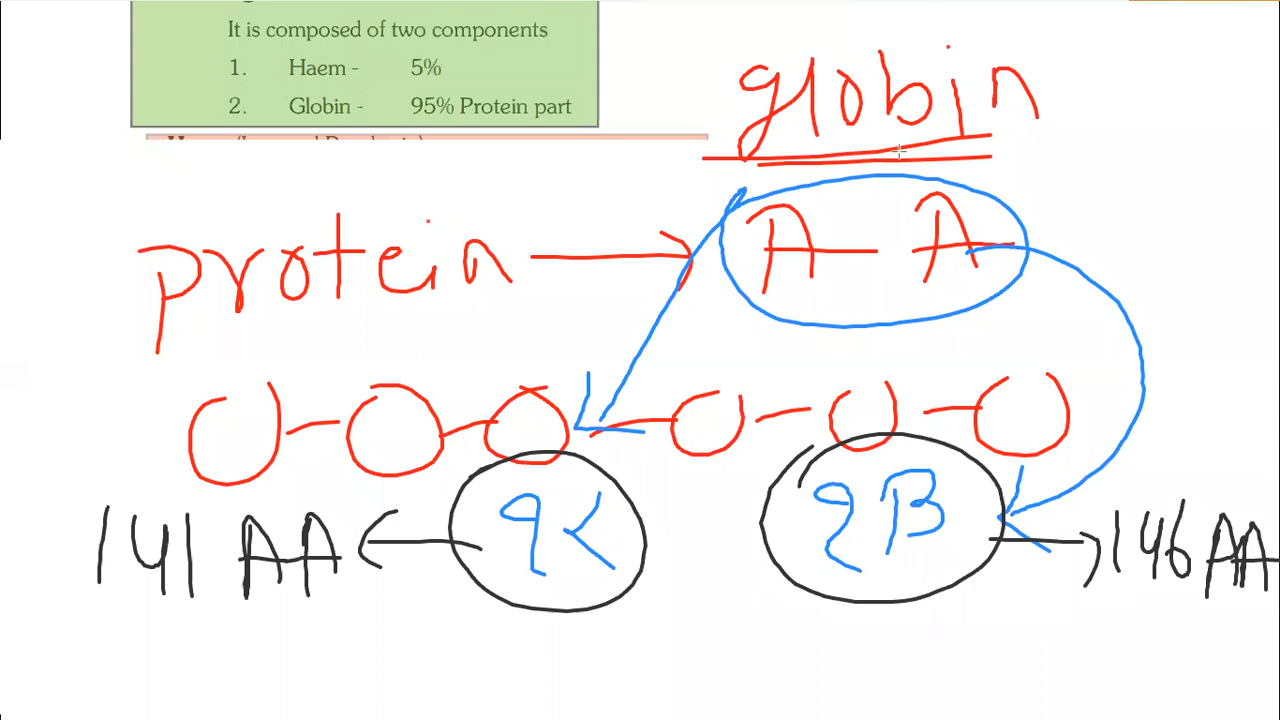 It is composed of two components
1. Haem - 5%
2. Globin - 95% Protein part
globin
protein → A - A
141 AA
2β
146 AA